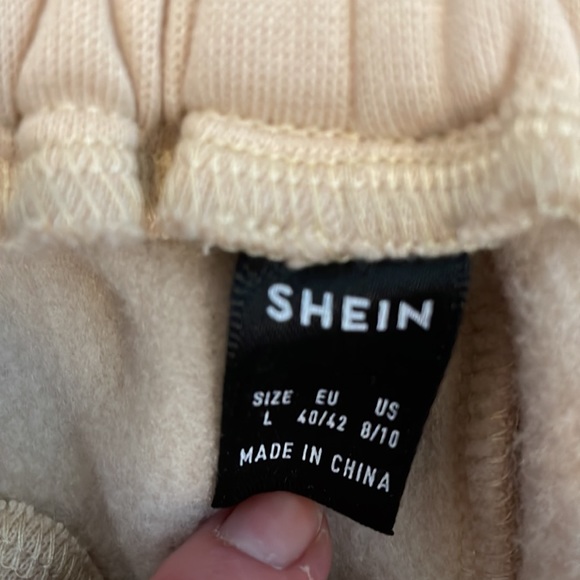 SHEIN
SIZE EU US
L 40/42 8/10
MADE IN CHINA